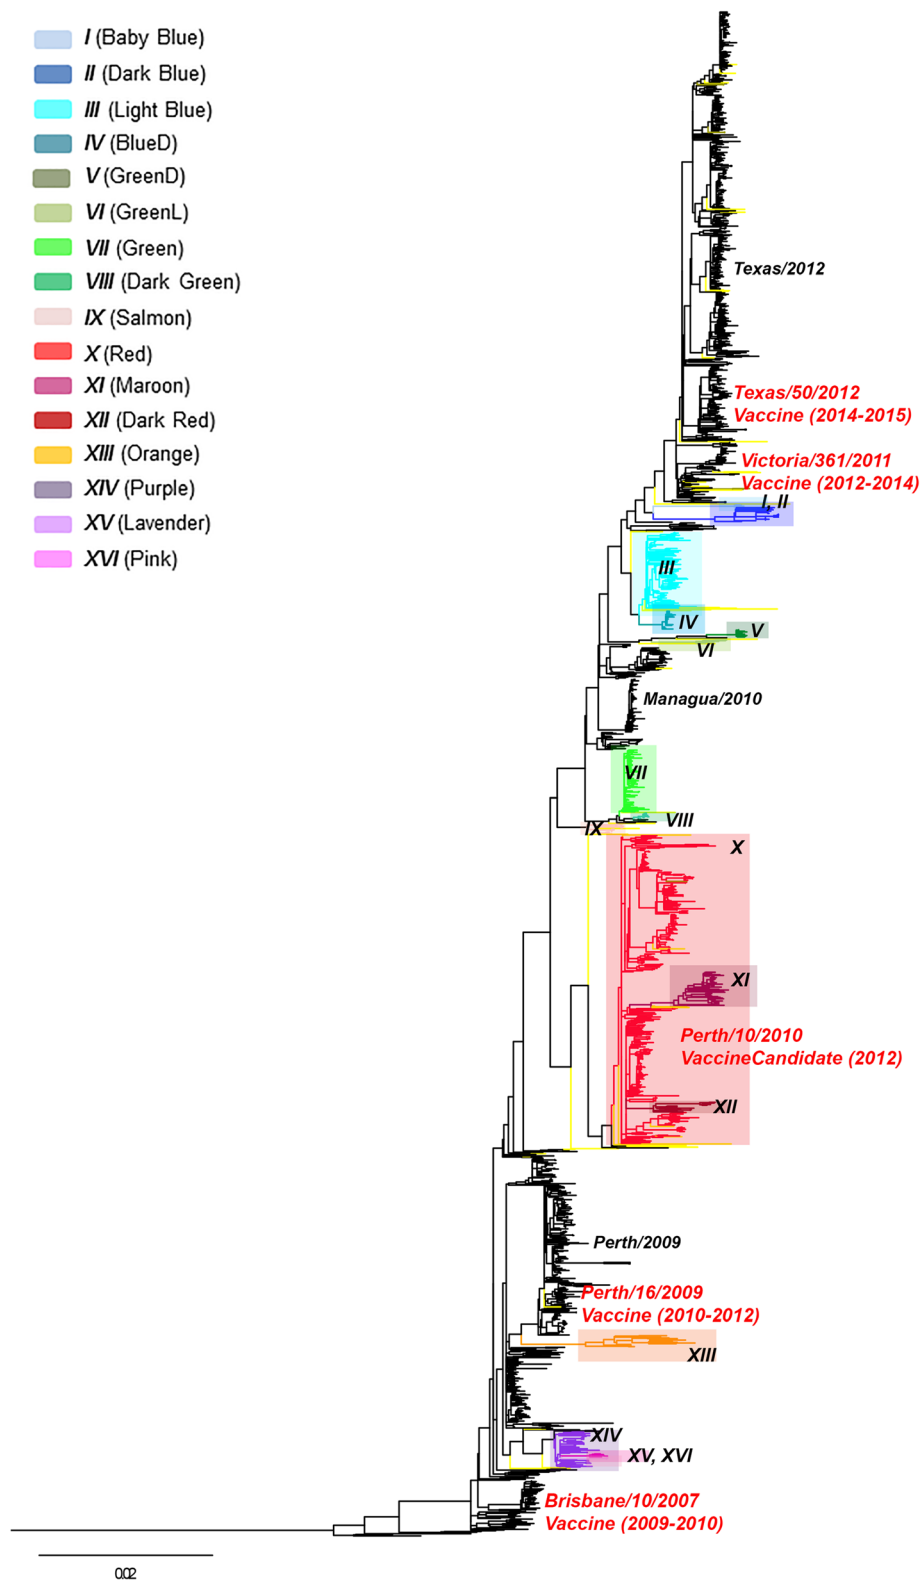 I (Baby Blue)
II (Dark Blue)
III (Light Blue)
IV (BlueD)
V (GreenD)
VI (GreenL)
VII (Green)
VIII (Dark Green)
IX (Salmon)
X (Red)
XI (Maroon)
XII (Dark Red)
XIII (Orange)
XIV (Purple)
XV (Lavender)
XVI (Pink)
Texas/2012
Texas/50/2012
Vaccine (2014-2015)
Victoria/361/2011
Vaccine (2012-2014)
I, II
III
IV
V
VI
Managua/2010
VII
VIII
IX
X
XI
Perth/10/2010
VaccineCandidate (2012)
XII
Perth/2009
Perth/16/2009
Vaccine (2010-2012)
XIII
XIV
XV, XVI
Brisbane/10/2007
Vaccine (2009-2010)
0.02